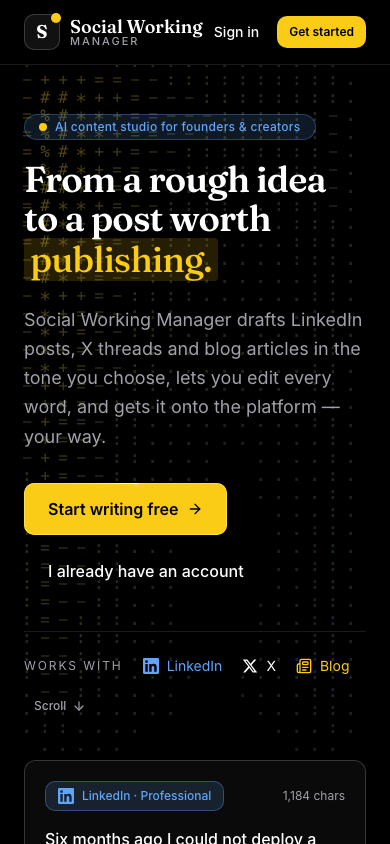 S
Social Working
MANAGER
Sign in
Get started
AI content studio for founders & creators
From a rough idea
to a post worth
publishing.
Social Working Manager drafts LinkedIn
posts, X threads and blog articles in the
tone you choose, lets you edit every
word, and gets it onto the platform —
your way.
Start writing free →
I already have an account
WORKS WITH
LinkedIn
X
Blog
Scroll ↓
LinkedIn · Professional
1,184 chars
Six months ago I could not deploy a